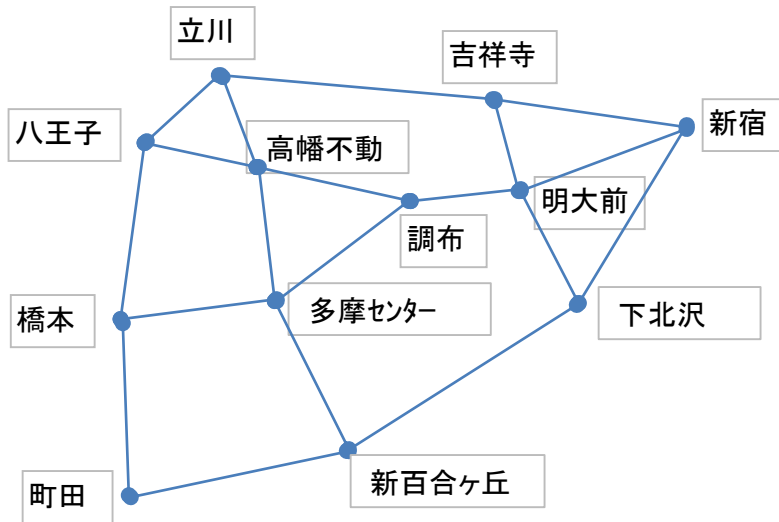 立川
吉祥寺
八王子
高幡不動
新宿
明大前
調布
橋本
多摩センター
下北沢
町田
新百合ヶ丘